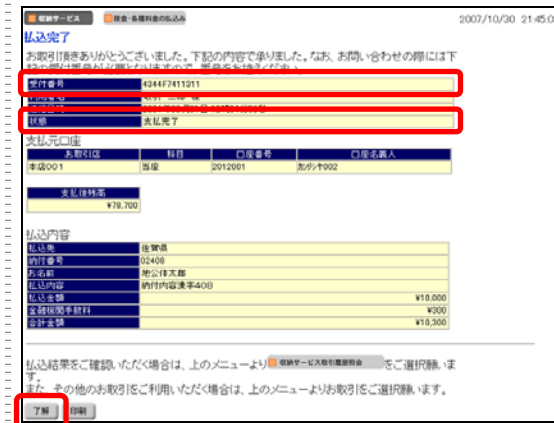 収納サービス 税金・各種料金の払込み 2007/10/30 21:45:0
払込完了
お取引頂きありがとうございました。下記の内容で承りました。なお、お問い合わせの際には下
受付番号 4344F7411311
状態 支払完了
支払元口座
お取引店 科目 口座番号 口座名義人
本店001 当座 2012001
支払後残高
¥78,700
払込内容
払込先 佐賀県
納付番号 02408
お名前 地公体太郎
払込内容 納付内容漢字408
払込金額 ¥10,000
金融機関手数料 ¥300
合計金額 ¥10,300
払込結果をご確認いただく場合は、上のメニューより 収納サービス取引履歴照会 をご選択願いま
す。
また、その他のお取引をご利用いただく場合は、上のメニューよりお取引をご選択願います。
了解 印刷